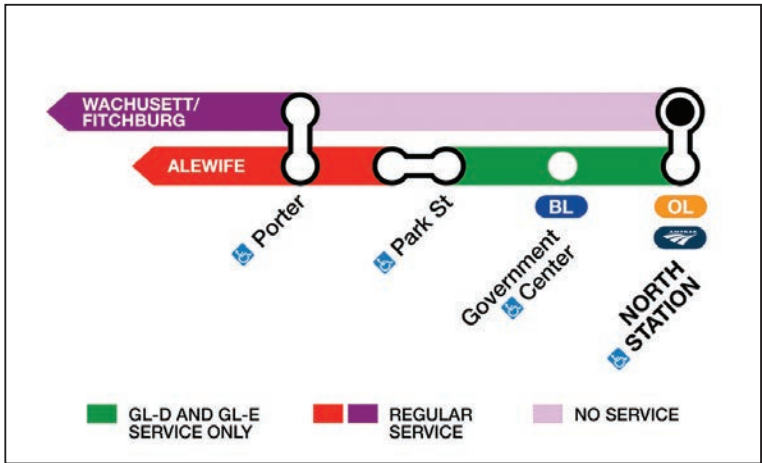 WACHUSETT/
FITCHBURG
ALEWIFE
Porter
Park St
BL
Government
Center
OL
AMTRAK
NORTH
STATION
GL-D AND GL-E
SERVICE ONLY
REGULAR
SERVICE
NO SERVICE